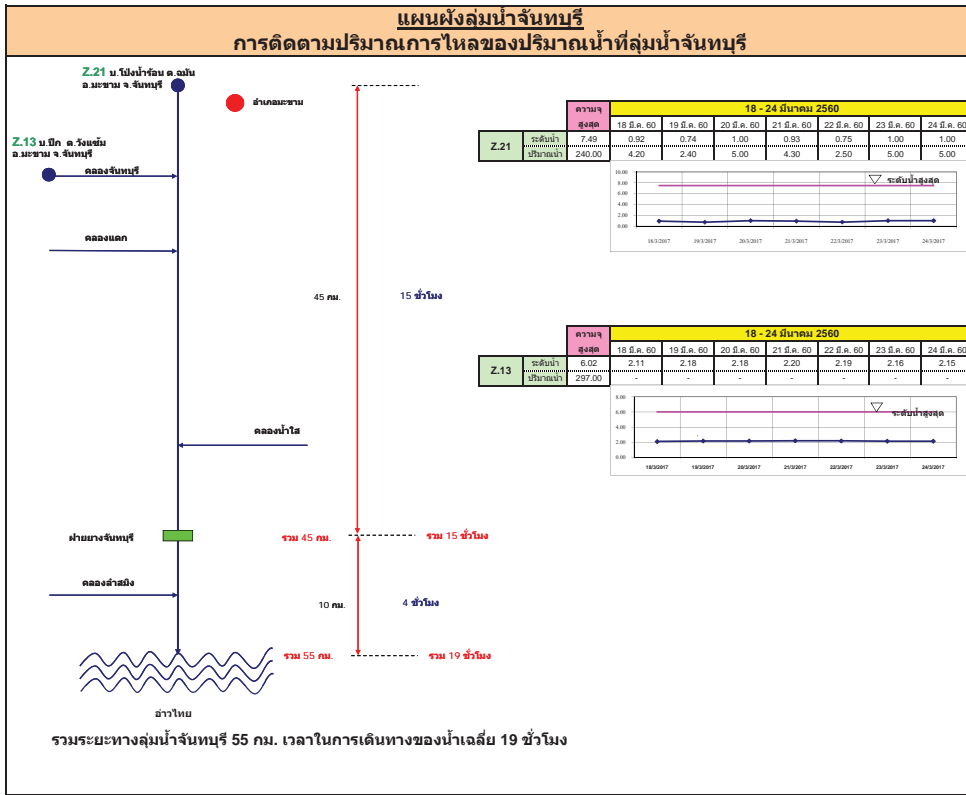 แผนผังลุ่มน้ำจันทบุรี
การติดตามปริมาณการไหลของปริมาณน้ำที่ลุ่มน้ำจันทบุรี
Z.21 บ.โป่งน้ำร้อน ต.ฉมัน
อ.มะขาม จ.จันทบุรี
อำเภอมะขาม
Z.13 บ.ปึก ต.วังแซ้ม
อ.มะขาม จ.จันทบุรี
คลองจันทบุรี
คลองแตก
45 กม. 15 ชั่วโมง
คลองน้ำใส
ฝายยางจันทบุรี รวม 45 กม. รวม 15 ชั่วโมง
คลองลำสมิง
10 กม. 4 ชั่วโมง
รวม 55 กม. รวม 19 ชั่วโมง
อ่าวไทย
รวมระยะทางลุ่มน้ำจันทบุรี 55 กม. เวลาในการเดินทางของน้ำเฉลี่ย 19 ชั่วโมง
ความจุ 18 - 24 มีนาคม 2560
สูงสุด 18 มี.ค. 60 19 มี.ค. 60 20 มี.ค. 60 21 มี.ค. 60 22 มี.ค. 60 23 มี.ค. 60 24 มี.ค. 60
Z.21
ระดับน้ำ 7.49 0.92 0.74 1.00 0.93 0.75 1.00 1.00
ปริมาณน้ำ 240.00 4.20 2.40 5.00 4.30 2.50 5.00 5.00
10.00
8.00
6.00
4.00
2.00
0.00
ระดับน้ำสูงสุด
18/3/2017 19/3/2017 20/3/2017 21/3/2017 22/3/2017 23/3/2017 24/3/2017
ความจุ 18 - 24 มีนาคม 2560
สูงสุด 18 มี.ค. 60 19 มี.ค. 60 20 มี.ค. 60 21 มี.ค. 60 22 มี.ค. 60 23 มี.ค. 60 24 มี.ค. 60
Z.13
ระดับน้ำ 6.02 2.11 2.18 2.18 2.20 2.19 2.16 2.15
ปริมาณน้ำ 297.00 - - - - - - -
8.00
6.00
4.00
2.00
0.00
ระดับน้ำสูงสุด
18/3/2017 19/3/2017 20/3/2017 21/3/2017 22/3/2017 23/3/2017 24/3/2017